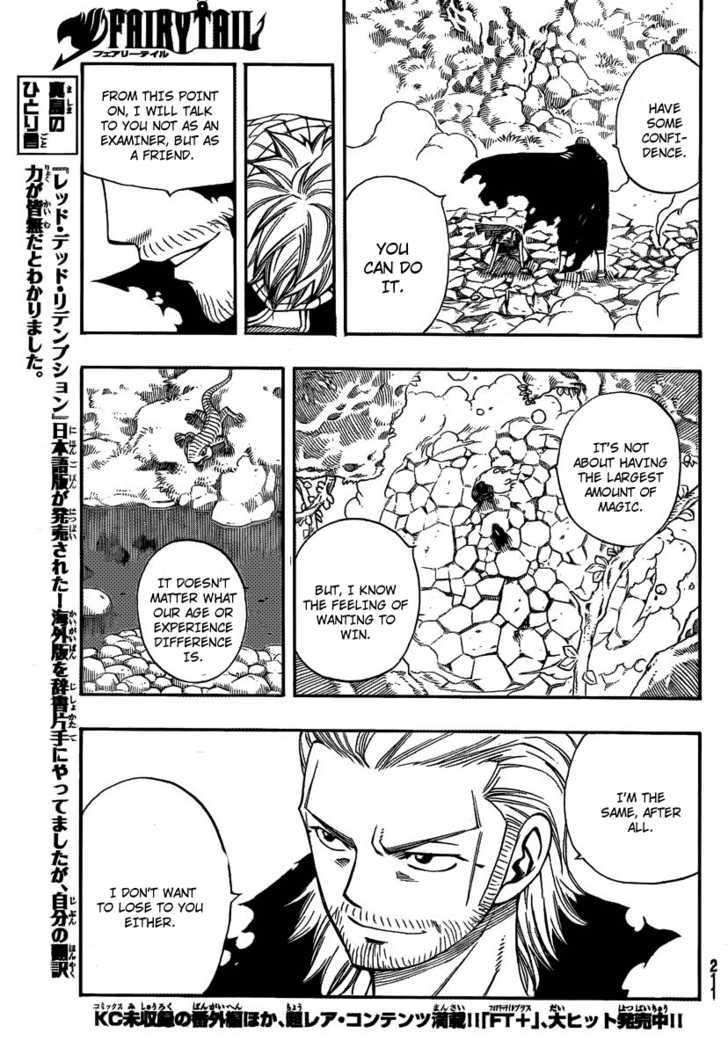 FAIRY TAIL
フェアリーテイル
HAVE
SOME
CONFI-
DENCE.
YOU
CAN DO
IT.
FROM THIS POINT
ON, I WILL TALK
TO YOU NOT AS AN
EXAMINER, BUT AS
A FRIEND.
IT'S NOT
ABOUT HAVING
THE LARGEST
AMOUNT OF
MAGIC.
BUT, I KNOW
THE FEELING OF
WANTING TO
WIN.
IT DOESN'T
MATTER WHAT
OUR AGE OR
EXPERIENCE
DIFFERENCE
IS.
I'M THE
SAME, AFTER
ALL.
I DON'T WANT
TO LOSE TO YOU
EITHER.
真島の
ひとり言
『レッド・デッド・リデンプション』日本語版が発売された!海外版を辞書片手にやってましたが、自分の翻訳
力が皆無だとわかりました。
211
KC未収録の番外編ほか、超レア・コンテンツ満載!!「FT+」、大ヒット発売中!!